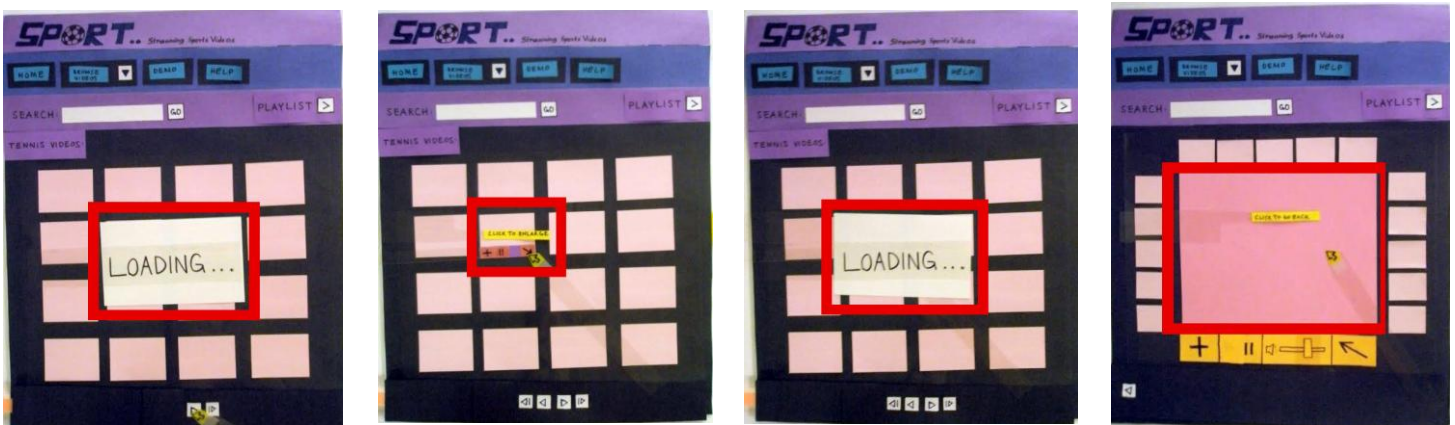 SPORT.. Streaming Sports Videos
HOME BROWSE VIDEOS ▼ DEMO HELP
SEARCH: GO PLAYLIST >
TENNIS VIDEOS:
LOADING...
SPORT.. Streaming Sports Videos
HOME BROWSE VIDEOS ▼ DEMO HELP
SEARCH: GO PLAYLIST >
TENNIS VIDEOS:
CLICK TO ENLARGE
SPORT.. Streaming Sports Videos
HOME BROWSE VIDEOS ▼ DEMO HELP
SEARCH: GO PLAYLIST >
TENNIS VIDEOS:
LOADING...
SPORT.. Streaming Sports Videos
HOME BROWSE VIDEOS ▼ DEMO HELP
SEARCH: GO PLAYLIST >
CLICK TO GO BACK